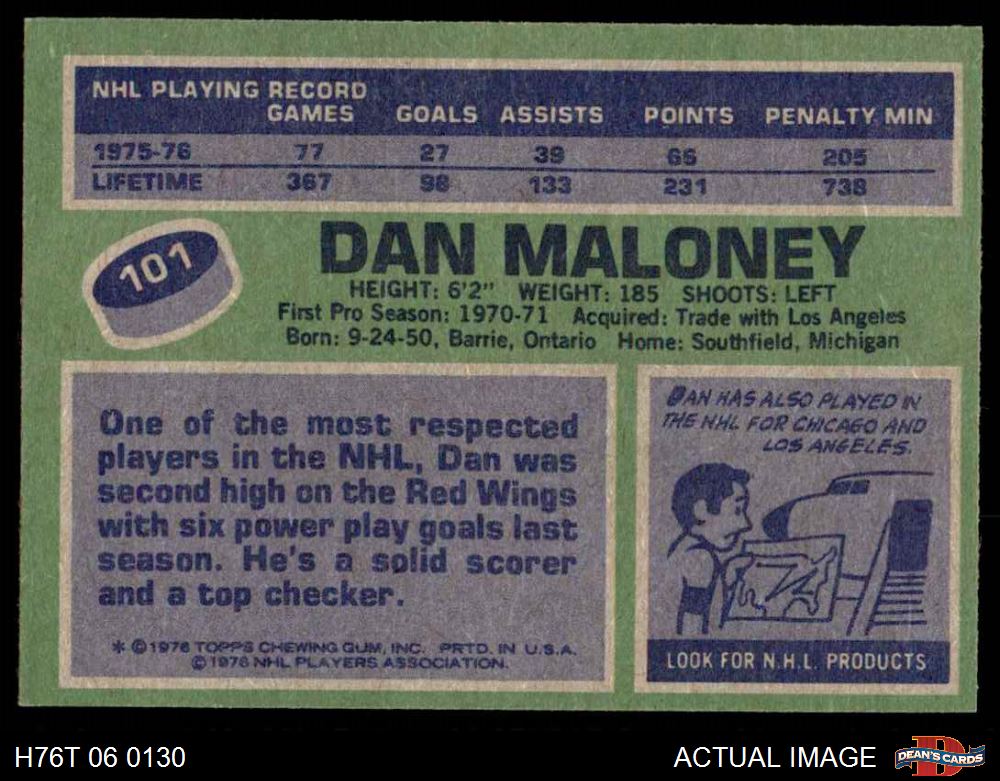 NHL PLAYING RECORD
GAMES GOALS ASSISTS POINTS PENALTY MIN
1975-76 77 27 39 66 205
LIFETIME 367 98 133 231 738
101
DAN MALONEY
HEIGHT: 6'2" WEIGHT: 185 SHOOTS: LEFT
First Pro Season: 1970-71 Acquired: Trade with Los Angeles
Born: 9-24-50, Barrie, Ontario Home: Southfield, Michigan
One of the most respected
players in the NHL, Dan was
second high on the Red Wings
with six power play goals last
season. He's a solid scorer
and a top checker.
* ©1976 TOPPS CHEWING GUM, INC. PRTD. IN U.S.A.
©1976 NHL PLAYERS ASSOCIATION.
DAN HAS ALSO PLAYED IN
THE NHL FOR CHICAGO AND
LOS ANGELES.
LOOK FOR N.H.L. PRODUCTS
H76T 06 0130
ACTUAL IMAGE
D
DEAN'S CARDS